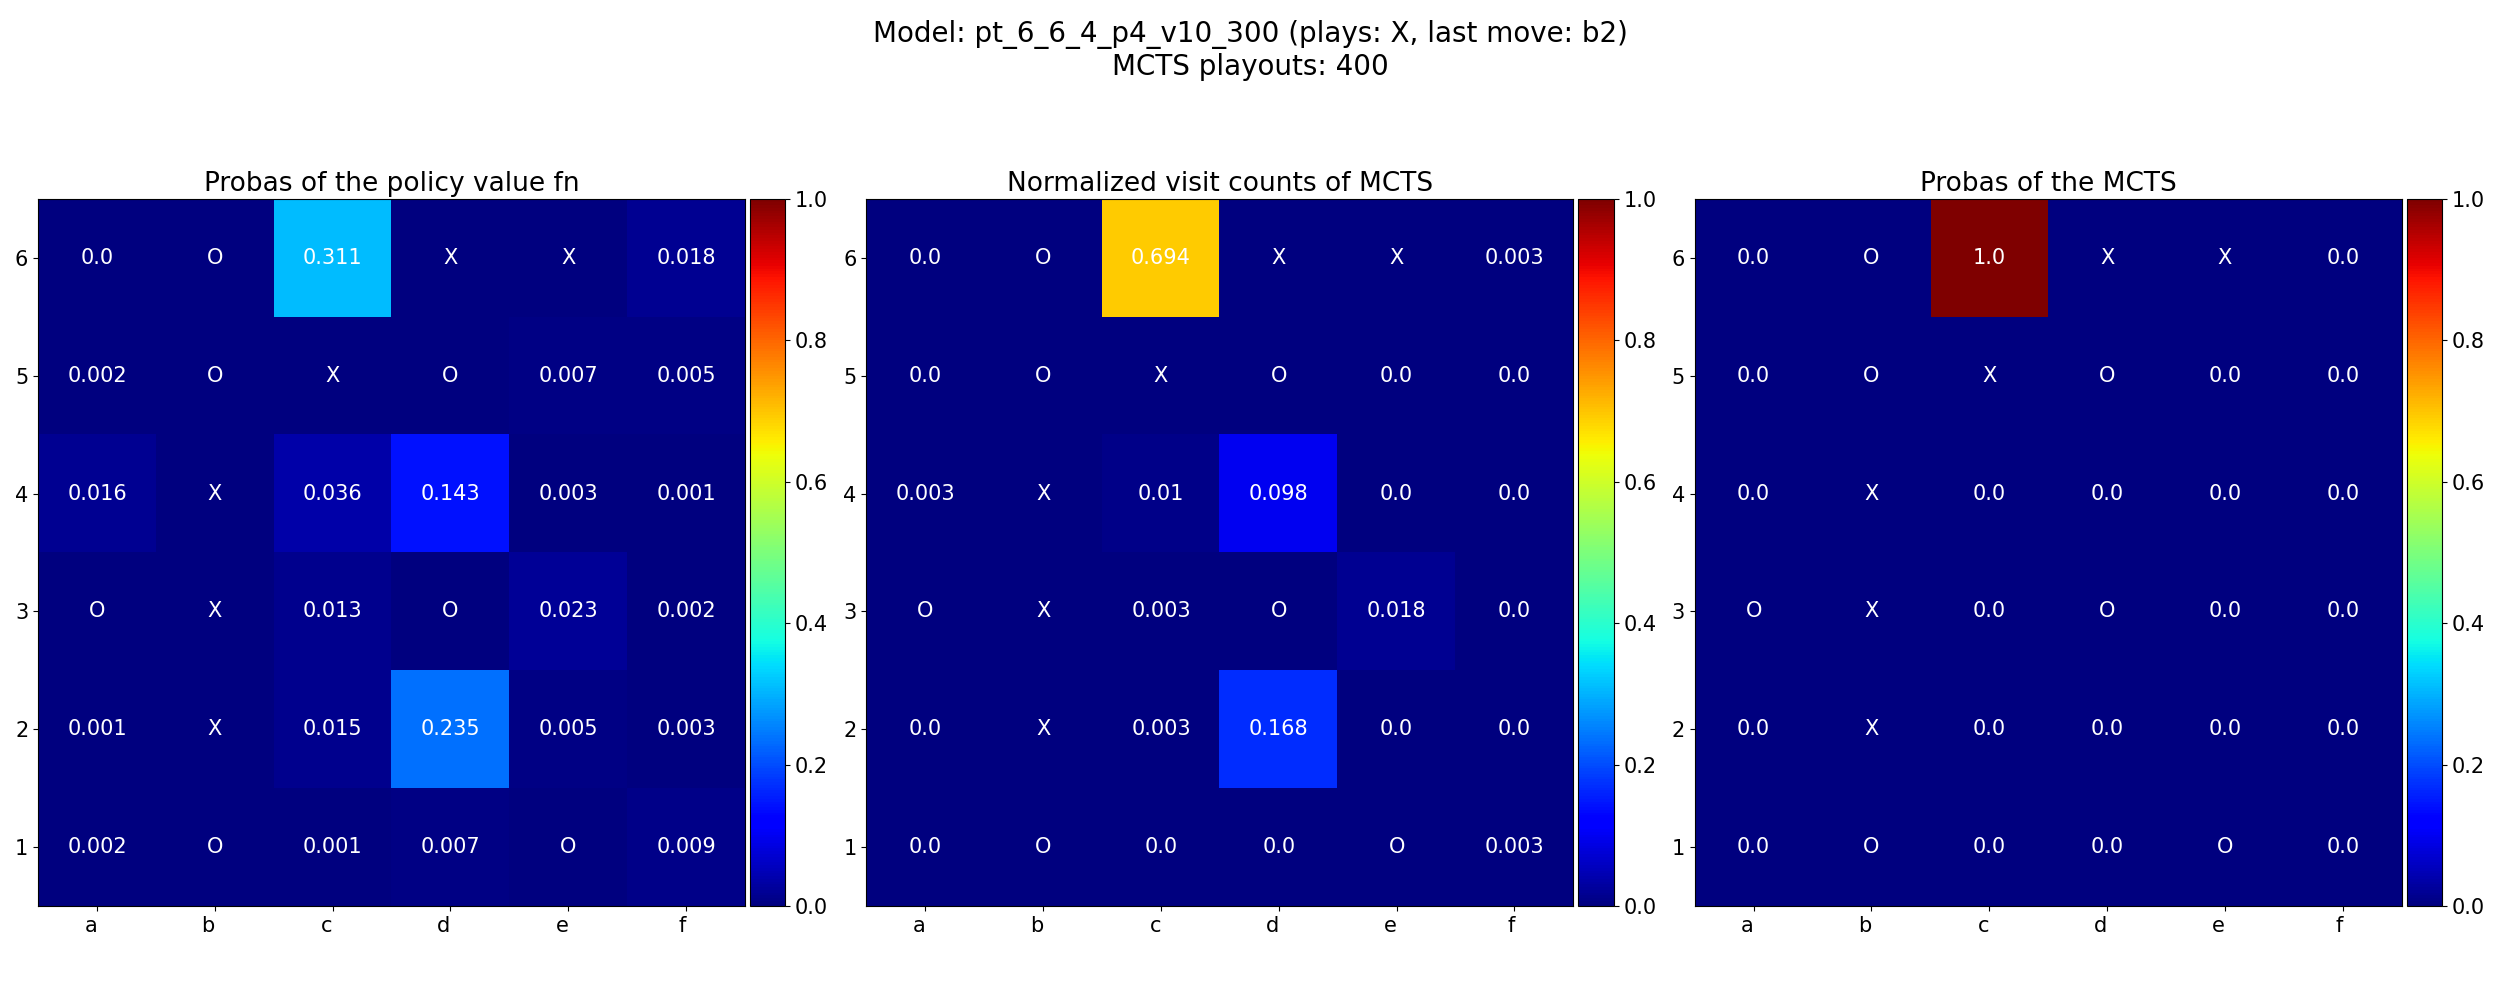 Model: pt_6_6_4_p4_v10_300 (plays: X, last move: b2)
MCTS playouts: 400
Probas of the policy value fn
6 0.0 O 0.311 X X 0.018
5 0.002 O X O 0.007 0.005
4 0.016 X 0.036 0.143 0.003 0.001
3 O X 0.013 O 0.023 0.002
2 0.001 X 0.015 0.235 0.005 0.003
1 0.002 O 0.001 0.007 O 0.009
a b c d e f
1.0
0.8
0.6
0.4
0.2
0.0
Normalized visit counts of MCTS
6 0.0 O 0.694 X X 0.003
5 0.0 O X O 0.0 0.0
4 0.003 X 0.01 0.098 0.0 0.0
3 O X 0.003 O 0.018 0.0
2 0.0 X 0.003 0.168 0.0 0.0
1 0.0 O 0.0 0.0 O 0.003
a b c d e f
1.0
0.8
0.6
0.4
0.2
0.0
Probas of the MCTS
6 0.0 O 1.0 X X 0.0
5 0.0 O X O 0.0 0.0
4 0.0 X 0.0 0.0 0.0 0.0
3 O X 0.0 O 0.0 0.0
2 0.0 X 0.0 0.0 0.0 0.0
1 0.0 O 0.0 0.0 O 0.0
a b c d e f
1.0
0.8
0.6
0.4
0.2
0.0